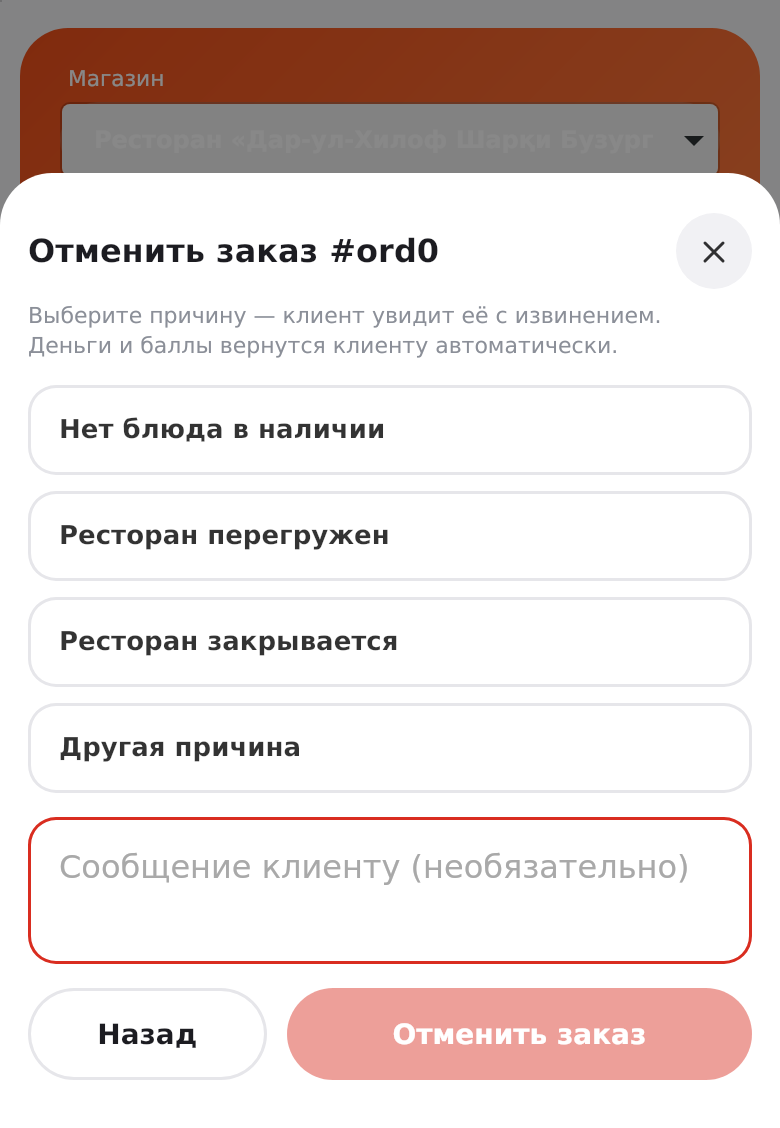 Магазин
Ресторан «Дар-ул-Хилоф Шарқи Бузург
Отменить заказ #ord0
Выберите причину — клиент увидит её с извинением.
Деньги и баллы вернутся клиенту автоматически.
Нет блюда в наличии
Ресторан перегружен
Ресторан закрывается
Другая причина
Сообщение клиенту (необязательно)
Назад
Отменить заказ